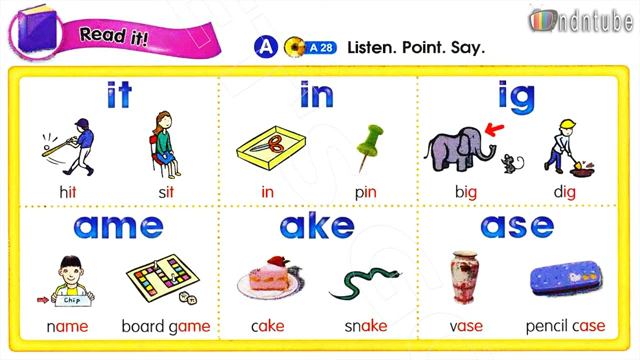 Read it!
A A 28 Listen. Point. Say.
ndntube
it in ig
hit sit in pin big dig
ame ake ase
Chip
name board game cake snake vase pencil case